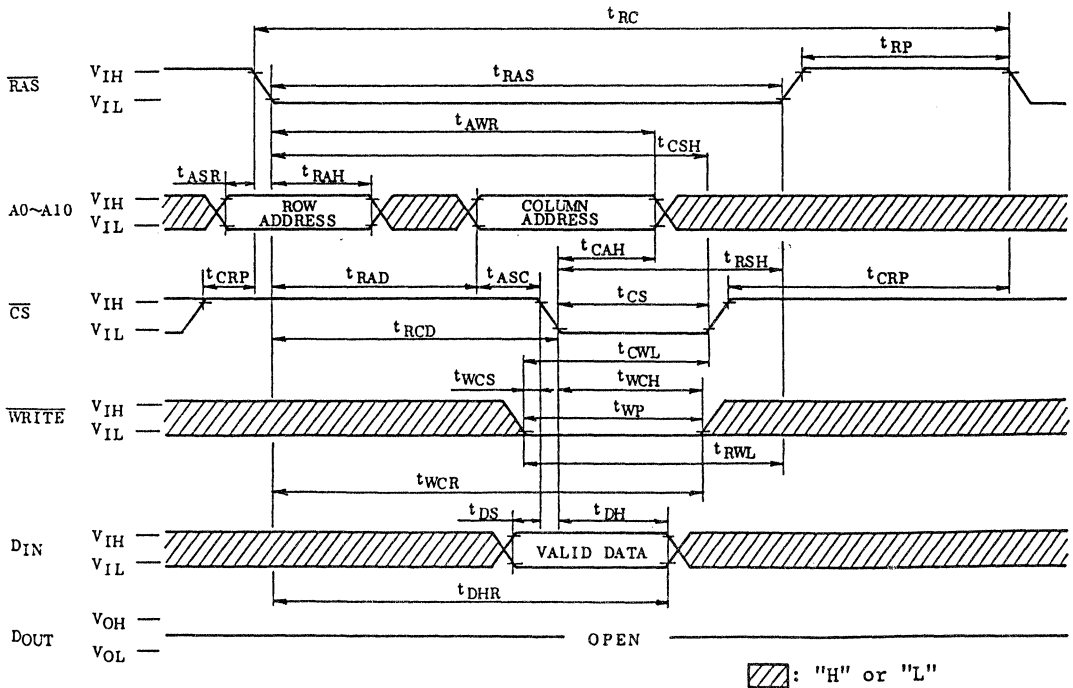 tRC
tRP
RAS
VIH
VIL
tRAS
tAWR
tCSH
tASR
tRAH
A0~A10
VIH
VIL
ROW ADDRESS
COLUMN ADDRESS
tCAH
tRSH
tCRP
tRAD
tASC
tCS
tCRP
CS
VIH
VIL
tRCD
tCWL
tWCS
tWCH
WRITE
VIH
VIL
tWP
tRWL
tWCR
tDS
tDH
DIN
VIH
VIL
VALID DATA
tDHR
DOUT
VOH
VOL
OPEN
: "H" or "L"